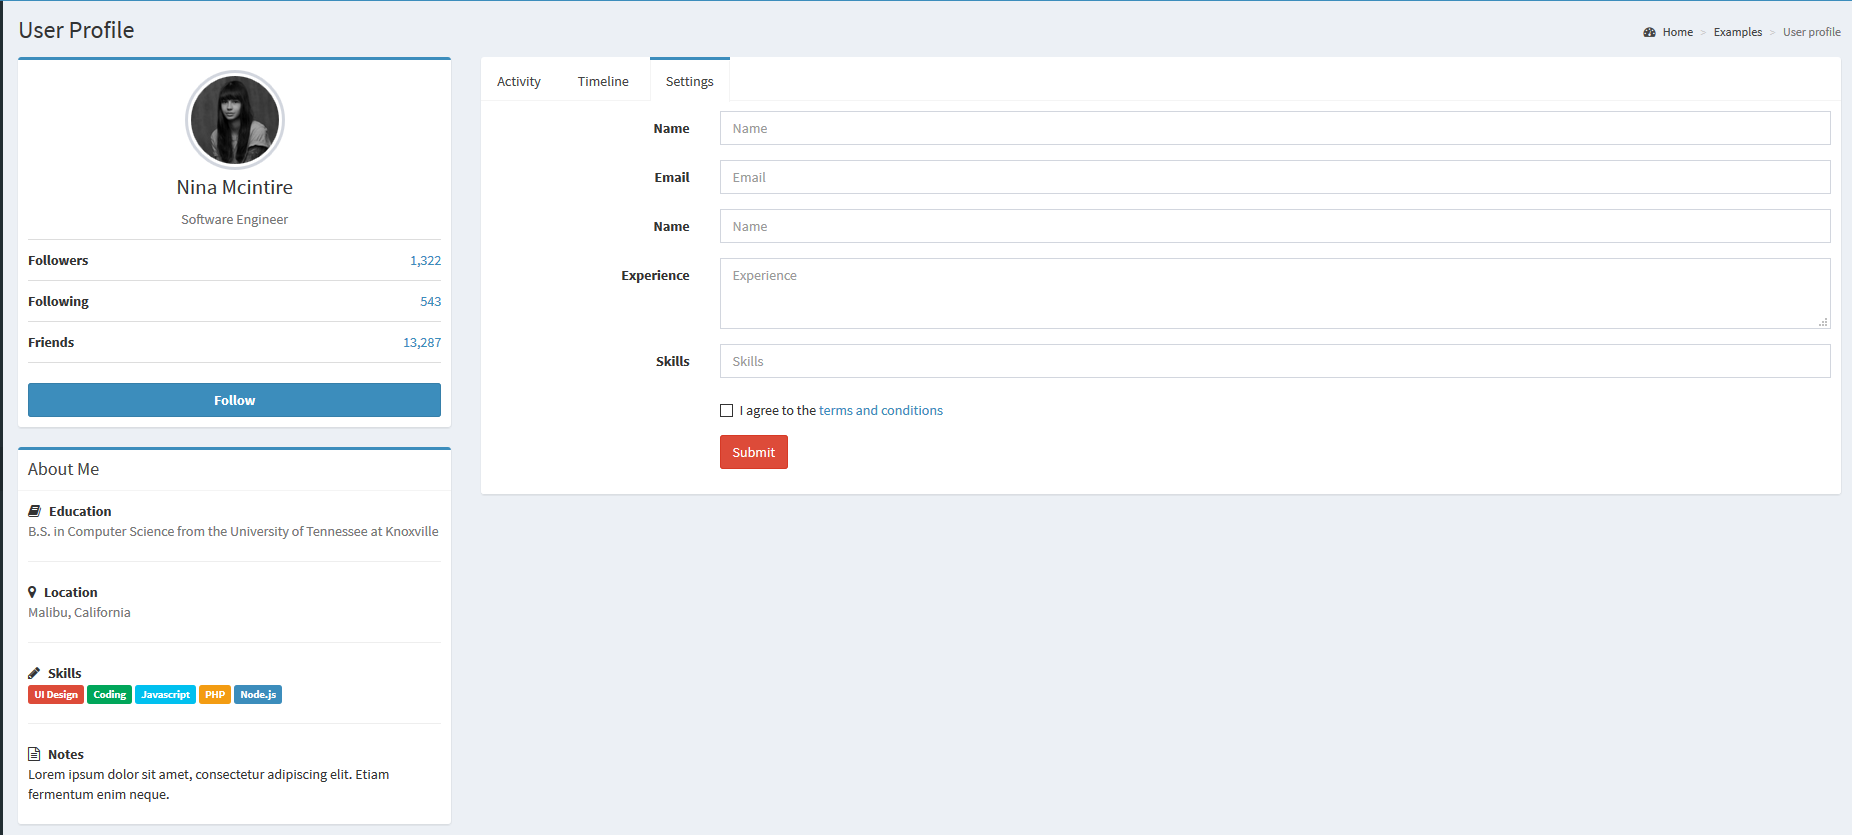 User Profile
Home > Examples > User profile
Nina Mcintire
Software Engineer
Followers 1,322
Following 543
Friends 13,287
Follow
About Me
Education
B.S. in Computer Science from the University of Tennessee at Knoxville
Location
Malibu, California
Skills
UI Design Coding Javascript PHP Node.js
Notes
Lorem ipsum dolor sit amet, consectetur adipiscing elit. Etiam
fermentum enim neque.
Activity Timeline Settings
Name Name
Email Email
Name Name
Experience Experience
Skills Skills
I agree to the terms and conditions
Submit